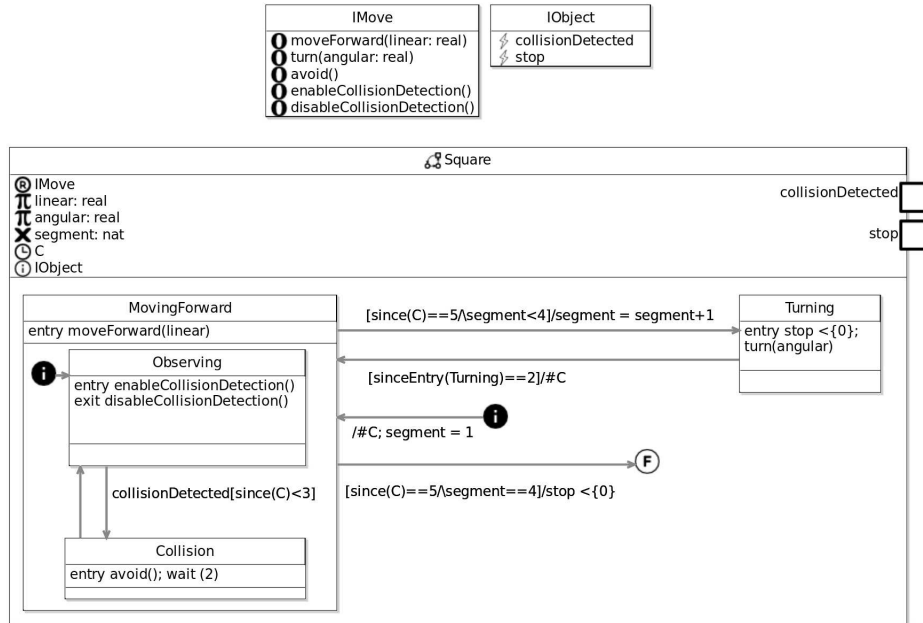 IMove
O moveForward(linear: real)
O turn(angular: real)
O avoid()
O enableCollisionDetection()
O disableCollisionDetection()
IObject
collisionDetected
stop
Square
R IMove
π linear: real
π angular: real
X segment: nat
C
i IObject
collisionDetected
stop
MovingForward
entry moveForward(linear)
i
Observing
entry enableCollisionDetection()
exit disableCollisionDetection()
collisionDetected[since(C)<3]
Collision
entry avoid(); wait (2)
[since(C)==5/\segment<4]/segment = segment+1
Turning
entry stop <{0};
turn(angular)
[sinceEntry(Turning)==2]/#C
i
/#C; segment = 1
F
[since(C)==5/\segment==4]/stop <{0}